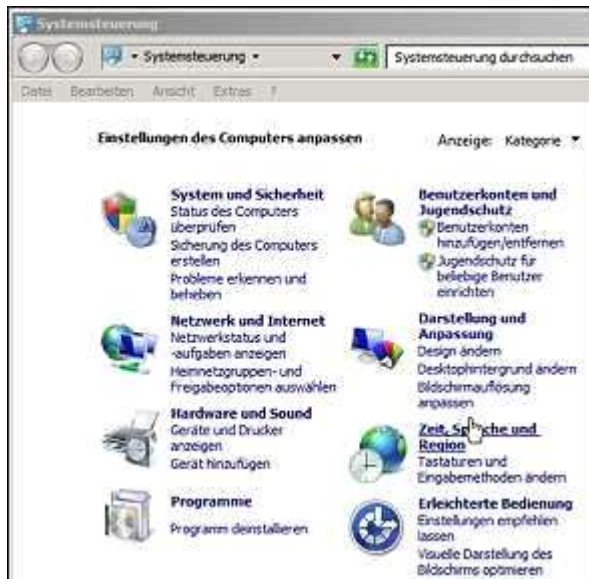 Systemsteuerung
Systemsteuerung
Systemsteuerung durchsuchen
Datei Bearbeiten Ansicht Extras ?
Einstellungen des Computers anpassen
Anzeige: Kategorie
System und Sicherheit
Status des Computers
überprüfen
Sicherung des Computers
erstellen
Probleme erkennen und
beheben
Netzwerk und Internet
Netzwerkstatus und
-aufgaben anzeigen
Heimnetzgruppen- und
Freigabeoptionen auswählen
Hardware und Sound
Geräte und Drucker
anzeigen
Gerät hinzufügen
Programme
Programm deinstallieren
Benutzerkonten und
Jugendschutz
Benutzerkonten
hinzufügen/entfernen
Jugendschutz für
beliebige Benutzer
einrichten
Darstellung und
Anpassung
Design ändern
Desktophintergrund ändern
Bildschirmauflösung
anpassen
Zeit, Sprache und
Region
Tastaturen und
Eingabemethoden ändern
Erleichterte Bedienung
Einstellungen empfehlen
lassen
Visuelle Darstellung des
Bildschirms optimieren